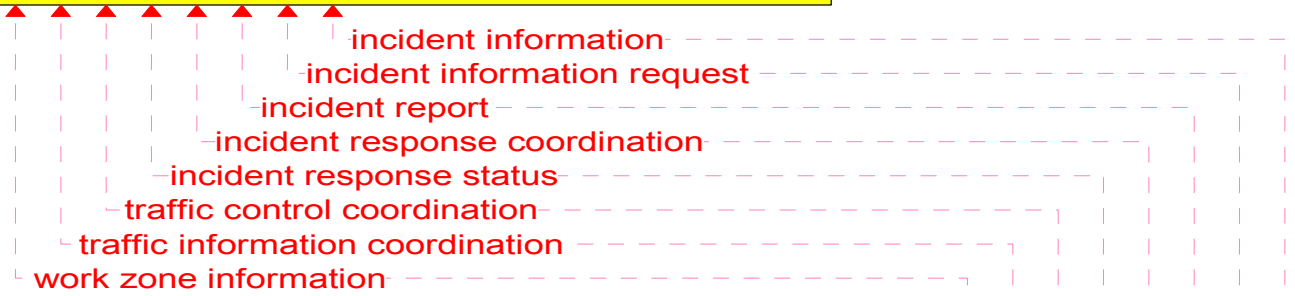 incident information
incident information request
incident report
incident response coordination
incident response status
traffic control coordination
traffic information coordination
work zone information